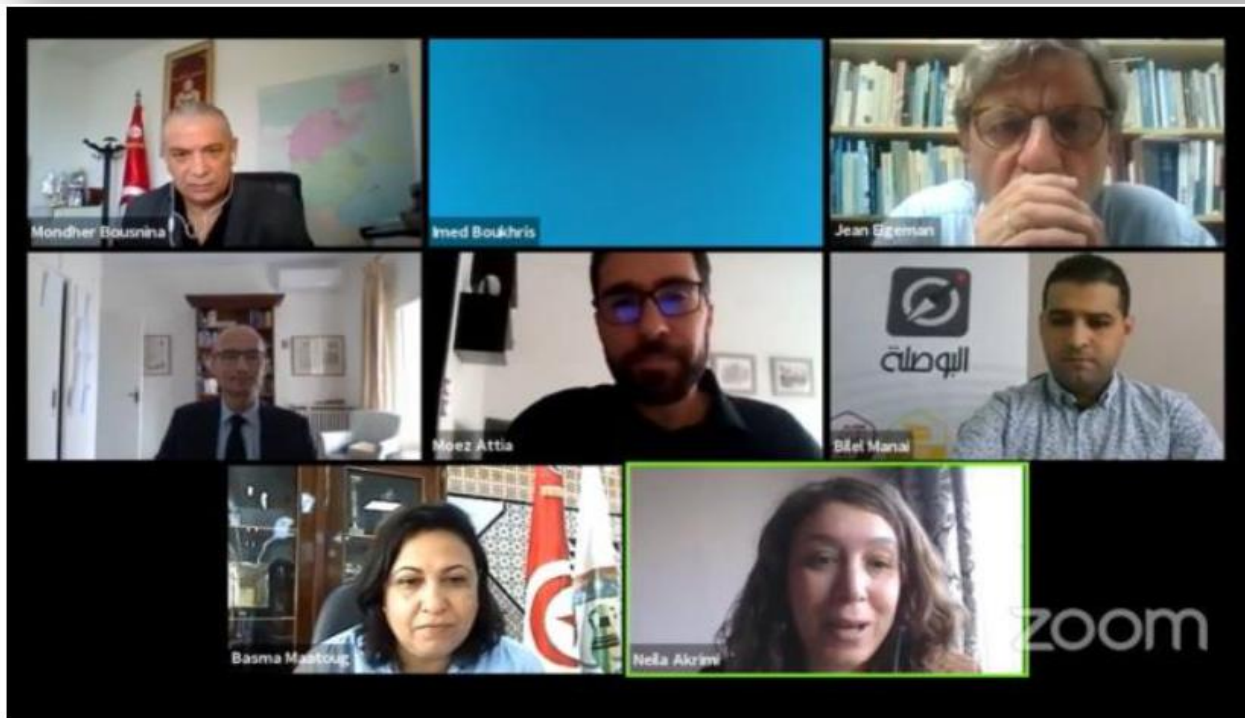 Mondher Bousnina
Imed Boukhris
Jean Eigeman
Moez Attia
البوصلة
Bilel Manai
Basma Maatoug
Neila Akrimi
zoom